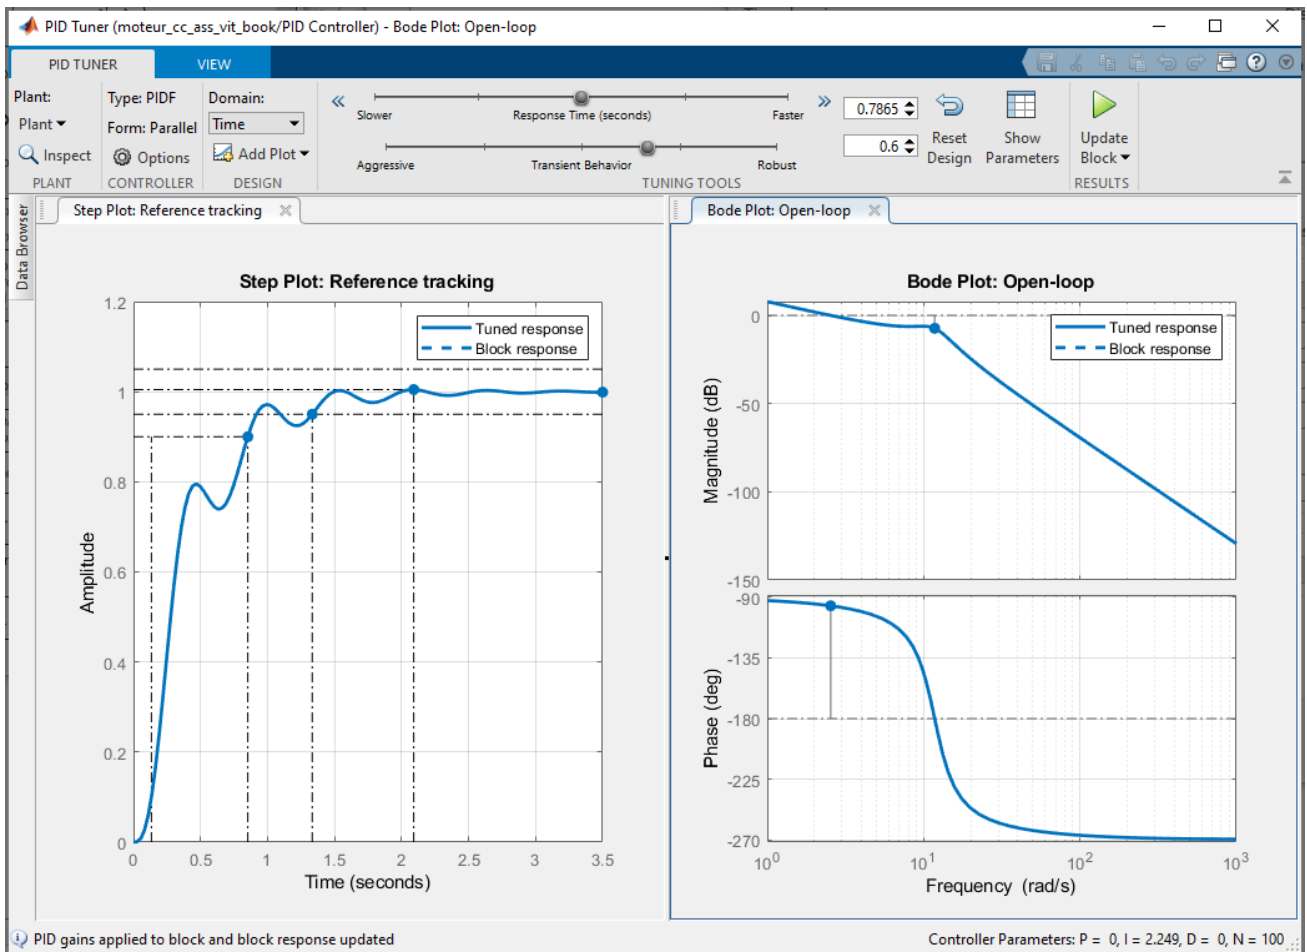 PID Tuner (moteur_cc_ass_vit_book/PID Controller) - Bode Plot: Open-loop
PID TUNER
VIEW
Plant:
Plant
Inspect
PLANT
Type: PIDF
Form: Parallel
Options
CONTROLLER
Domain:
Time
Add Plot
DESIGN
Slower
Response Time (seconds)
Faster
0.7865
Aggressive
Transient Behavior
Robust
0.6
TUNING TOOLS
Reset
Design
Show
Parameters
Update
Block
RESULTS
Data Browser
Step Plot: Reference tracking
Step Plot: Reference tracking
Tuned response
Block response
Amplitude
1.2
1
0.8
0.6
0.4
0.2
0
0 0.5 1 1.5 2 2.5 3 3.5
Time (seconds)
Bode Plot: Open-loop
Bode Plot: Open-loop
Tuned response
Block response
Magnitude (dB)
0
-50
-100
-150
Phase (deg)
-90
-135
-180
-225
-270
10^0 10^1 10^2 10^3
Frequency (rad/s)
PID gains applied to block and block response updated
Controller Parameters: P = 0, I = 2.249, D = 0, N = 100